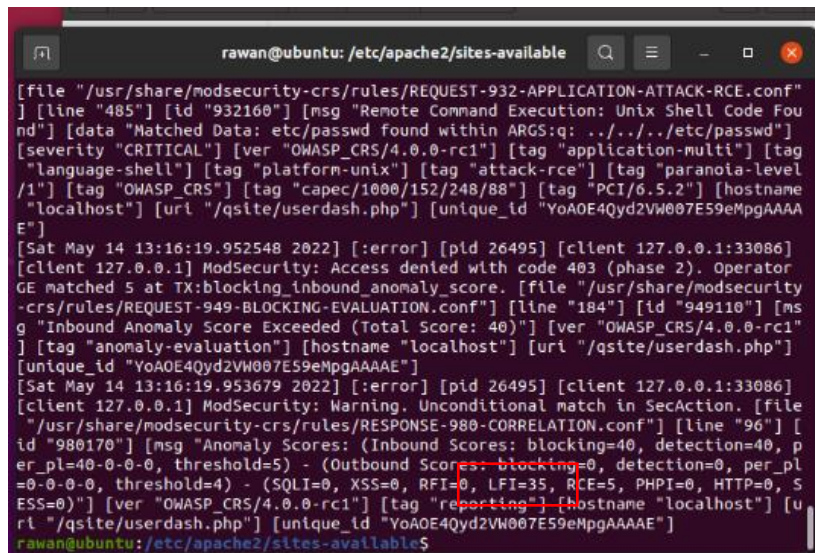 rawan@ubuntu: /etc/apache2/sites-available
[file "/usr/share/modsecurity-crs/rules/REQUEST-932-APPLICATION-ATTACK-RCE.conf"
] [line "485"] [id "932160"] [msg "Remote Command Execution: Unix Shell Code Fou
nd"] [data "Matched Data: etc/passwd found within ARGS:q: ../../../etc/passwd"]
[severity "CRITICAL"] [ver "OWASP_CRS/4.0.0-rc1"] [tag "application-multi"] [tag
 "language-shell"] [tag "platform-unix"] [tag "attack-rce"] [tag "paranoia-level
/1"] [tag "OWASP_CRS"] [tag "capec/1000/152/248/88"] [tag "PCI/6.5.2"] [hostname
 "localhost"] [uri "/qsite/userdash.php"] [unique_id "YoAOE4Qyd2VW007E59eMpgAAAA
E"]
[Sat May 14 13:16:19.952548 2022] [:error] [pid 26495] [client 127.0.0.1:33086]
[client 127.0.0.1] ModSecurity: Access denied with code 403 (phase 2). Operator
GE matched 5 at TX:blocking_inbound_anomaly_score. [file "/usr/share/modsecurity
-crs/rules/REQUEST-949-BLOCKING-EVALUATION.conf"] [line "184"] [id "949110"] [ms
g "Inbound Anomaly Score Exceeded (Total Score: 40)"] [ver "OWASP_CRS/4.0.0-rc1"
] [tag "anomaly-evaluation"] [hostname "localhost"] [uri "/qsite/userdash.php"]
[unique_id "YoAOE4Qyd2VW007E59eMpgAAAAE"]
[Sat May 14 13:16:19.953679 2022] [:error] [pid 26495] [client 127.0.0.1:33086]
[client 127.0.0.1] ModSecurity: Warning. Unconditional match in SecAction. [file
 "/usr/share/modsecurity-crs/rules/RESPONSE-980-CORRELATION.conf"] [line "96"] [
id "980170"] [msg "Anomaly Scores: (Inbound Scores: blocking=40, detection=40, p
er_pl=40-0-0-0, threshold=5) - (Outbound Scores: blocking=0, detection=0, per_pl
=0-0-0-0, threshold=4) - (SQLI=0, XSS=0, RFI=0, LFI=35, RCE=5, PHPI=0, HTTP=0, S
ESS=0)"] [ver "OWASP_CRS/4.0.0-rc1"] [tag "reporting"] [hostname "localhost"] [u
ri "/qsite/userdash.php"] [unique_id "YoAOE4Qyd2VW007E59eMpgAAAAE"]
rawan@ubuntu:/etc/apache2/sites-available$